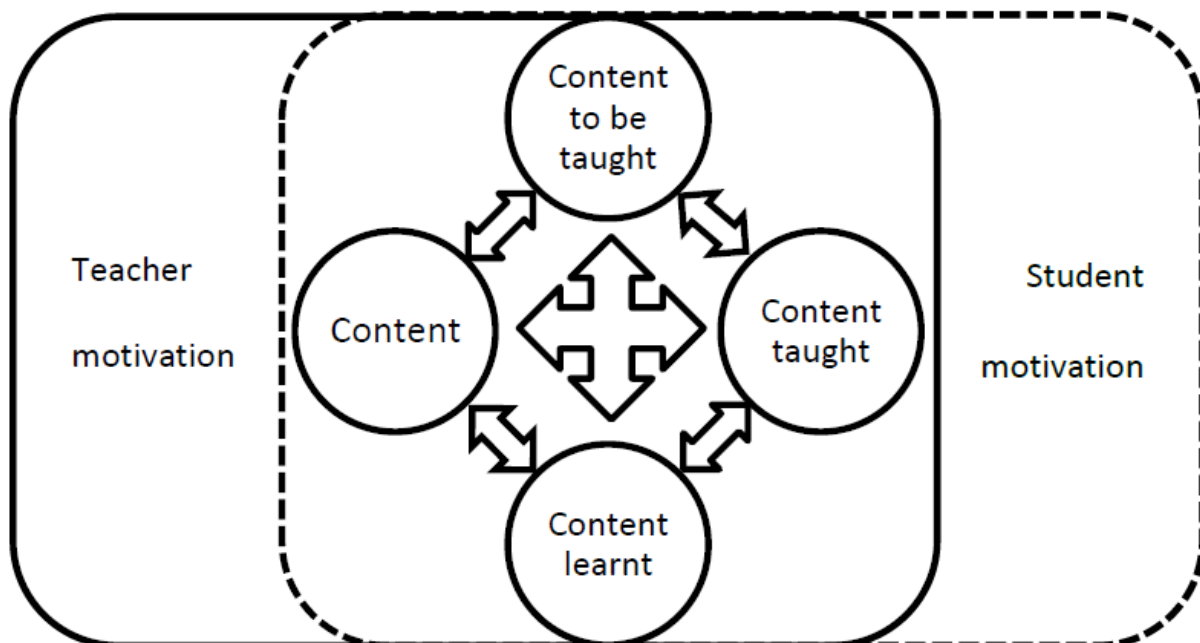 Content
to be
taught
Teacher
motivation
Content
Content
taught
Student
motivation
Content
learnt